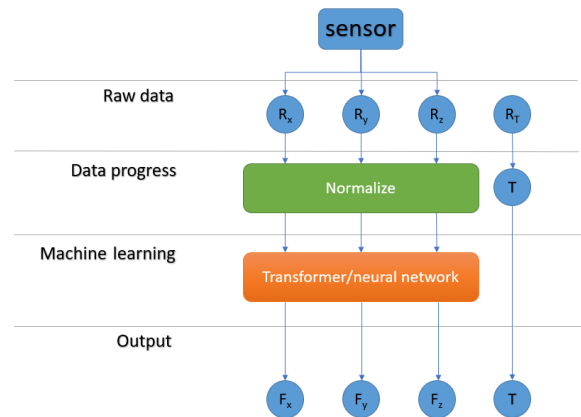 sensor
Raw data
Rx Ry Rz RT
Data progress
Normalize
T
Machine learning
Transformer/neural network
Output
Fx Fy Fz T